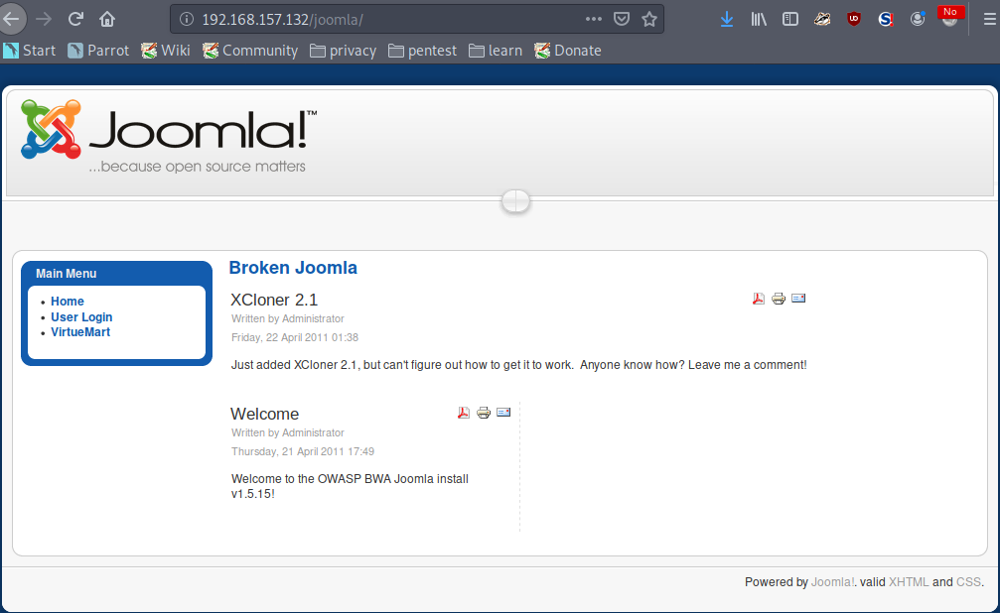 192.168.157.132/joomla/
No
Start Parrot Wiki Community privacy pentest learn Donate
Joomla!™
...because open source matters
Main Menu
Home
User Login
VirtueMart
Broken Joomla
XCloner 2.1
Written by Administrator
Friday, 22 April 2011 01:38
Just added XCloner 2.1, but can't figure out how to get it to work. Anyone know how? Leave me a comment!
Welcome
Written by Administrator
Thursday, 21 April 2011 17:49
Welcome to the OWASP BWA Joomla install
v1.5.15!
Powered by Joomla!. valid XHTML and CSS.